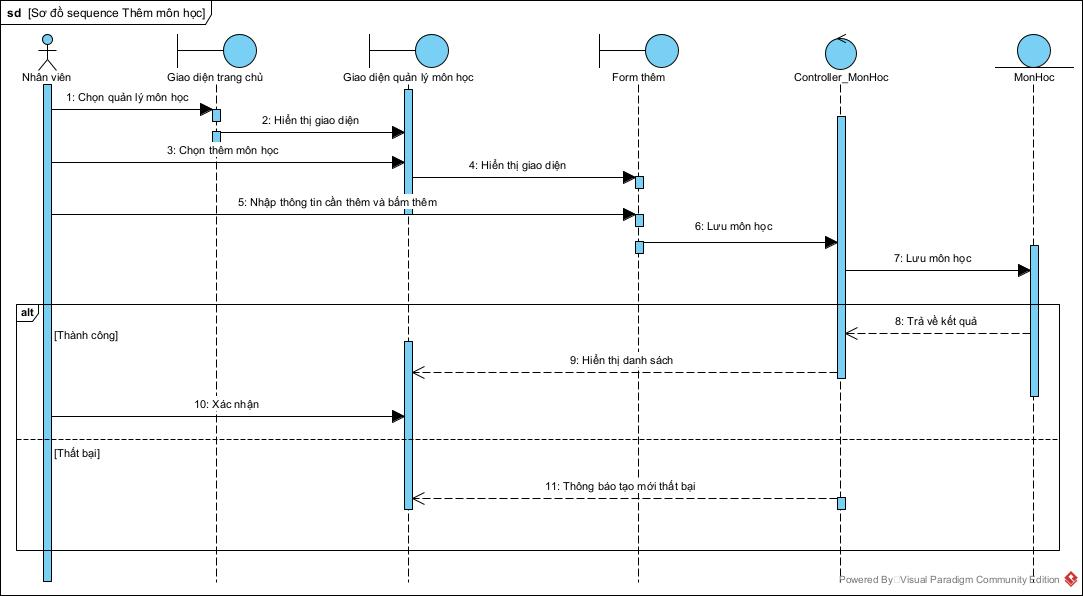 sd [Sơ đồ sequence Thêm môn học]
Nhân viên
Giao diện trang chủ
Giao diện quản lý môn học
Form thêm
Controller_MonHoc
MonHoc
1: Chọn quản lý môn học
2: Hiển thị giao diện
3: Chọn thêm môn học
4: Hiển thị giao diện
5: Nhập thông tin cần thêm và bấm thêm
6: Lưu môn học
7: Lưu môn học
alt
8: Trả về kết quả
[Thành công]
9: Hiển thị danh sách
10: Xác nhận
[Thất bại]
11: Thông báo tạo mới thất bại
Powered By Visual Paradigm Community Edition